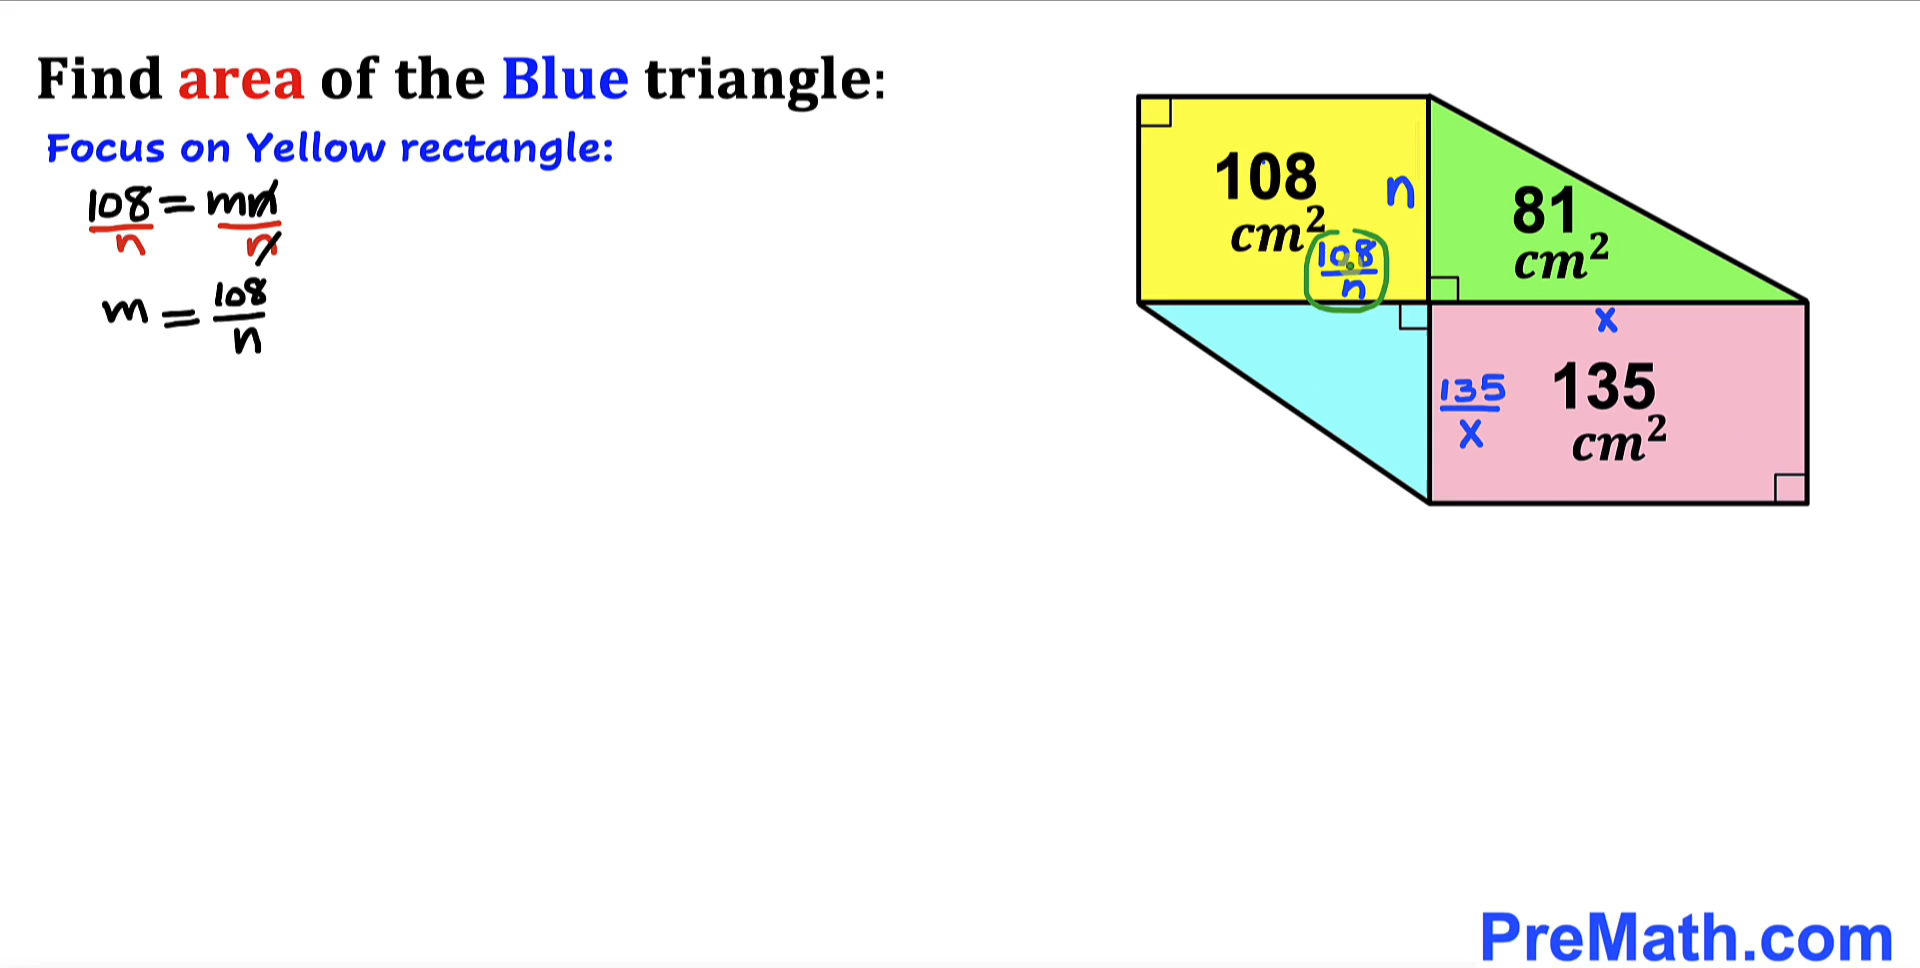 Find area of the Blue triangle:
Focus on Yellow rectangle:
108 = mn
n n
m = 108
n
108
cm²
n
108
n
81
cm²
x
135
x
135
cm²
PreMath.com